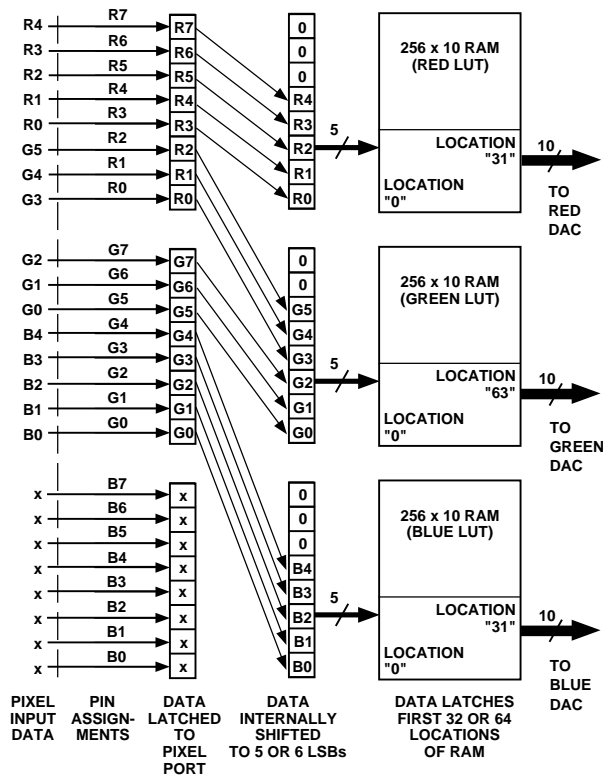 R4 R7 R7 0
R3 R6 R6 0
R2 R5 R5 0
R1 R4 R4 R4
R0 R3 R3 R3
G5 R2 R2 R2
G4 R1 R1 R1
G3 R0 R0 R0
5
256 x 10 RAM
(RED LUT)
LOCATION
"31"
LOCATION
"0"
10
TO
RED
DAC
G2 G7 G7 0
G1 G6 G6 0
G0 G5 G5 G5
B4 G4 G4 G4
B3 G3 G3 G3
B2 G2 G2 G2
B1 G1 G1 G1
B0 G0 G0 G0
5
256 x 10 RAM
(GREEN LUT)
LOCATION
"63"
LOCATION
"0"
10
TO
GREEN
DAC
x B7 x 0
x B6 x 0
x B5 x 0
x B4 x B4
x B3 x B3
x B2 x B2
x B1 x B1
x B0 x B0
5
256 x 10 RAM
(BLUE LUT)
LOCATION
"31"
LOCATION
"0"
10
TO
BLUE
DAC
PIXEL
INPUT
DATA
PIN
ASSIGN-
MENTS
DATA
LATCHED
TO
PIXEL
PORT
DATA
INTERNALLY
SHIFTED
TO 5 OR 6 LSBs
DATA LATCHES
FIRST 32 OR 64
LOCATIONS
OF RAM